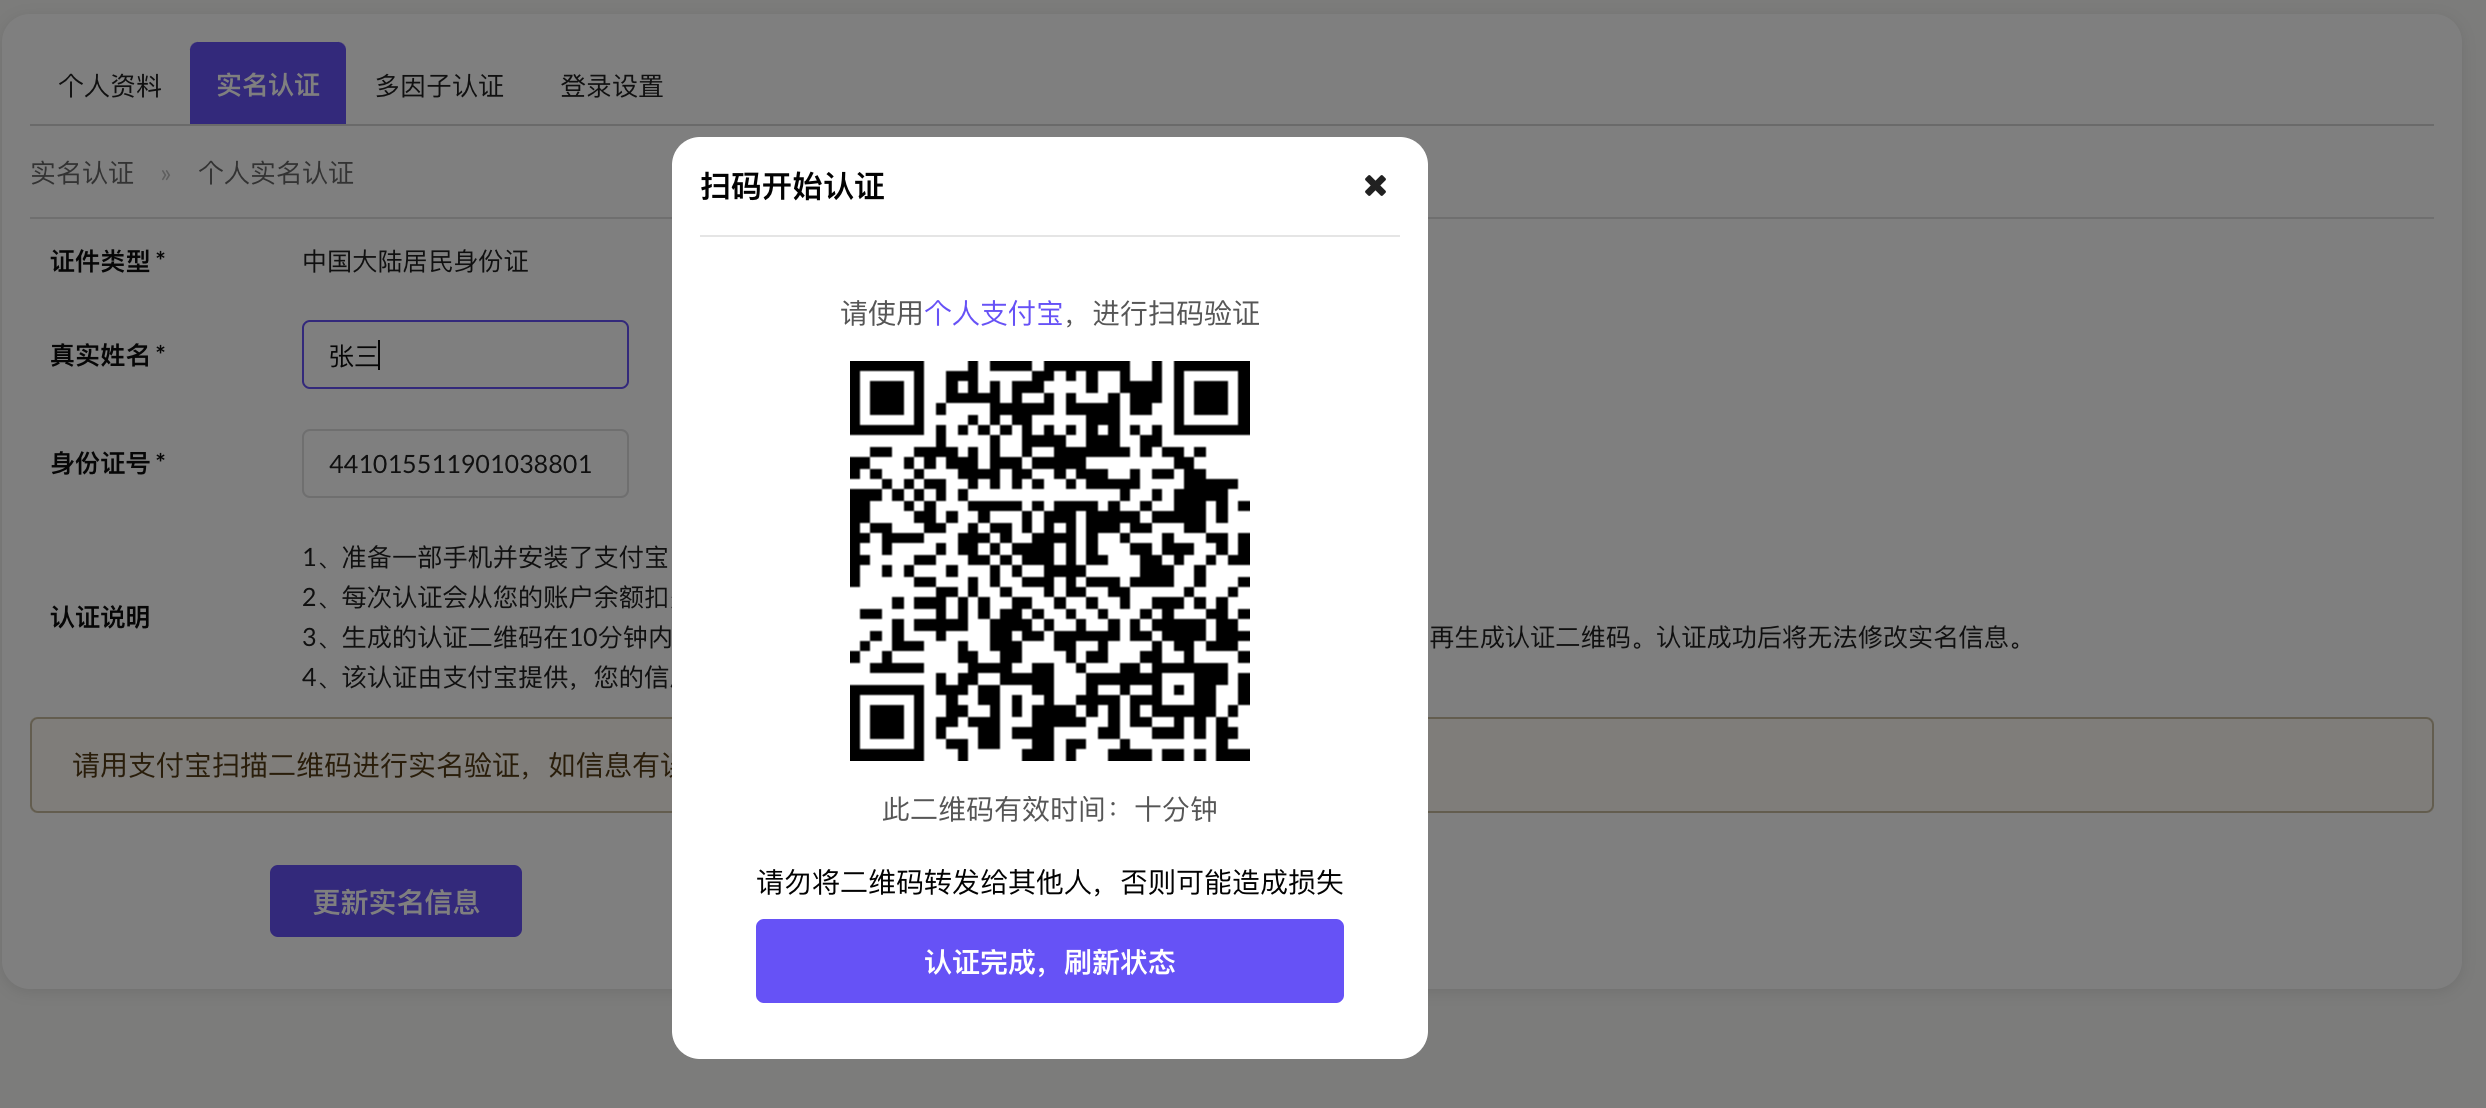 个人资料 实名认证 多因子认证 登录设置
实名认证 » 个人实名认证
证件类型 * 中国大陆居民身份证
真实姓名 * 张三
身份证号 * 441015511901038801
认证说明
1、准备一部手机并安装了支付宝
2、每次认证会从您的账户余额扣
3、生成的认证二维码在10分钟内
再生成认证二维码。认证成功后将无法修改实名信息。
4、该认证由支付宝提供，您的信
请用支付宝扫描二维码进行实名验证，如信息有
更新实名信息
扫码开始认证
请使用个人支付宝，进行扫码验证
此二维码有效时间：十分钟
请勿将二维码转发给其他人，否则可能造成损失
认证完成，刷新状态